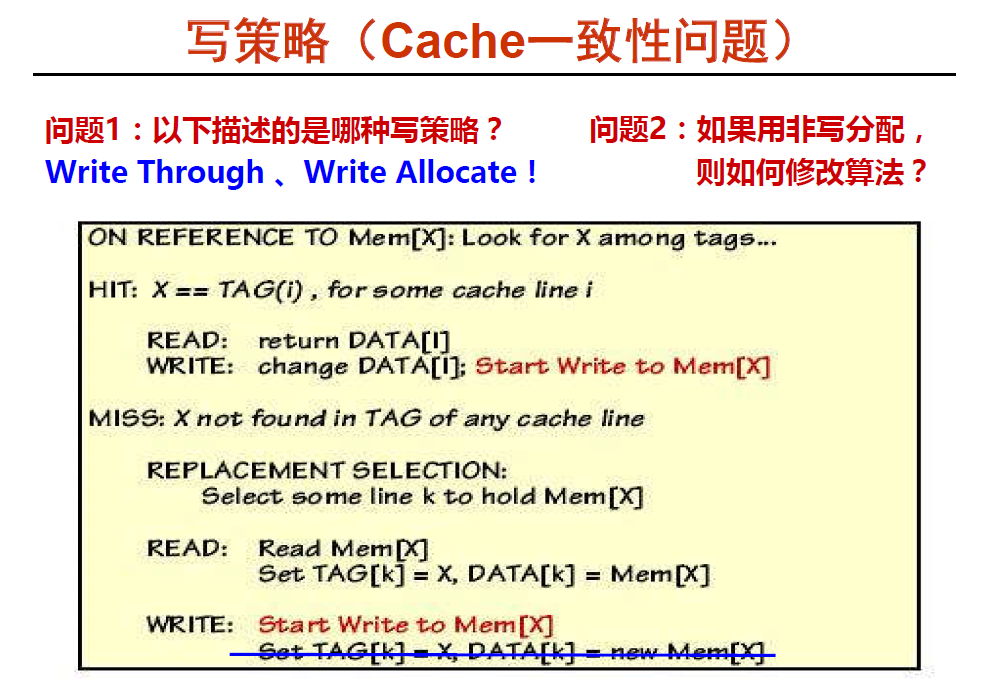 写策略（Cache一致性问题）
问题1：以下描述的是哪种写策略？
Write Through 、Write Allocate！
问题2：如果用非写分配，
则如何修改算法？
ON REFERENCE TO Mem[X]: Look for X among tags...
HIT: X == TAG(i) , for some cache line i
READ: return DATA[I]
WRITE: change DATA[I]; Start Write to Mem[X]
MISS: X not found in TAG of any cache line
REPLACEMENT SELECTION:
Select some line k to hold Mem[X]
READ: Read Mem[X]
Set TAG[k] = X, DATA[k] = Mem[X]
WRITE: Start Write to Mem[X]
Set TAG[k] = X, DATA[k] = new Mem[X]